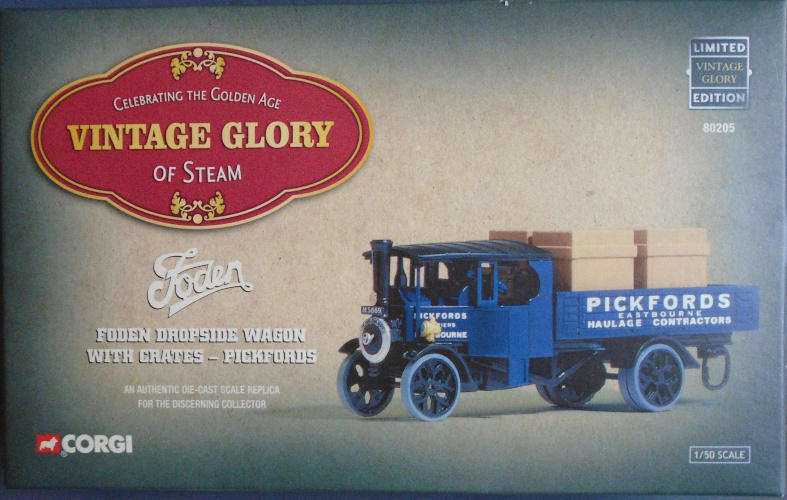 CELEBRATING THE GOLDEN AGE
VINTAGE GLORY
OF STEAM
LIMITED
VINTAGE
GLORY
EDITION
80205
Foden
FODEN DROPSIDE WAGON
WITH CRATES – PICKFORDS
AN AUTHENTIC DIE-CAST SCALE REPLICA
FOR THE DISCERNING COLLECTOR
PICKFORDS
PICKFORDS
EASTBOURNE
HAULAGE CONTRACTORS
CORGI
1/50 SCALE